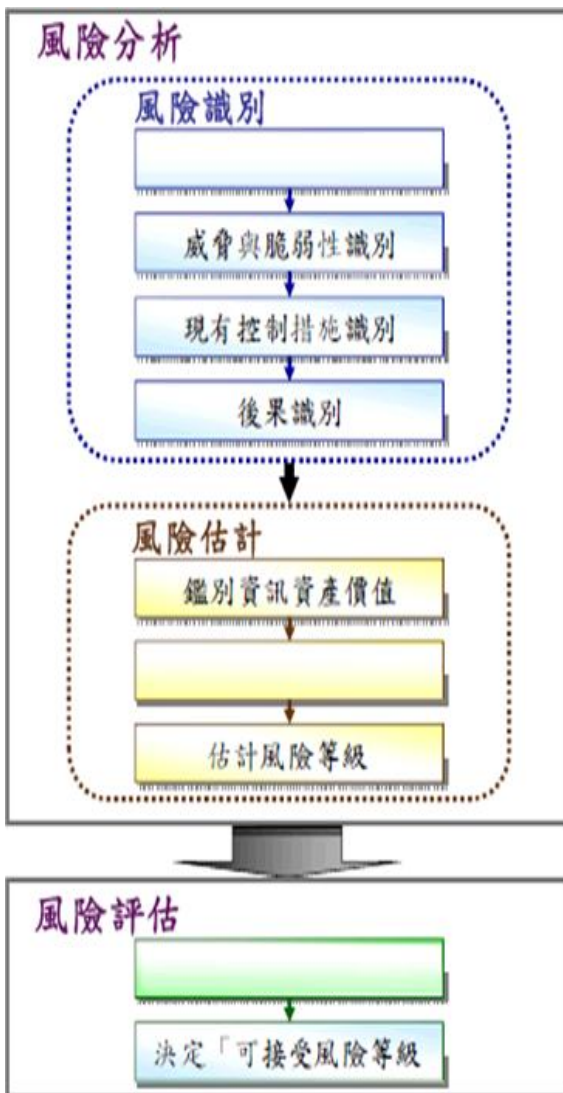 風險分析
風險識別
威脅與脆弱性識別
現有控制措施識別
後果識別
風險估計
鑑別資訊資產價值
估計風險等級
風險評估
決定「可接受風險等級